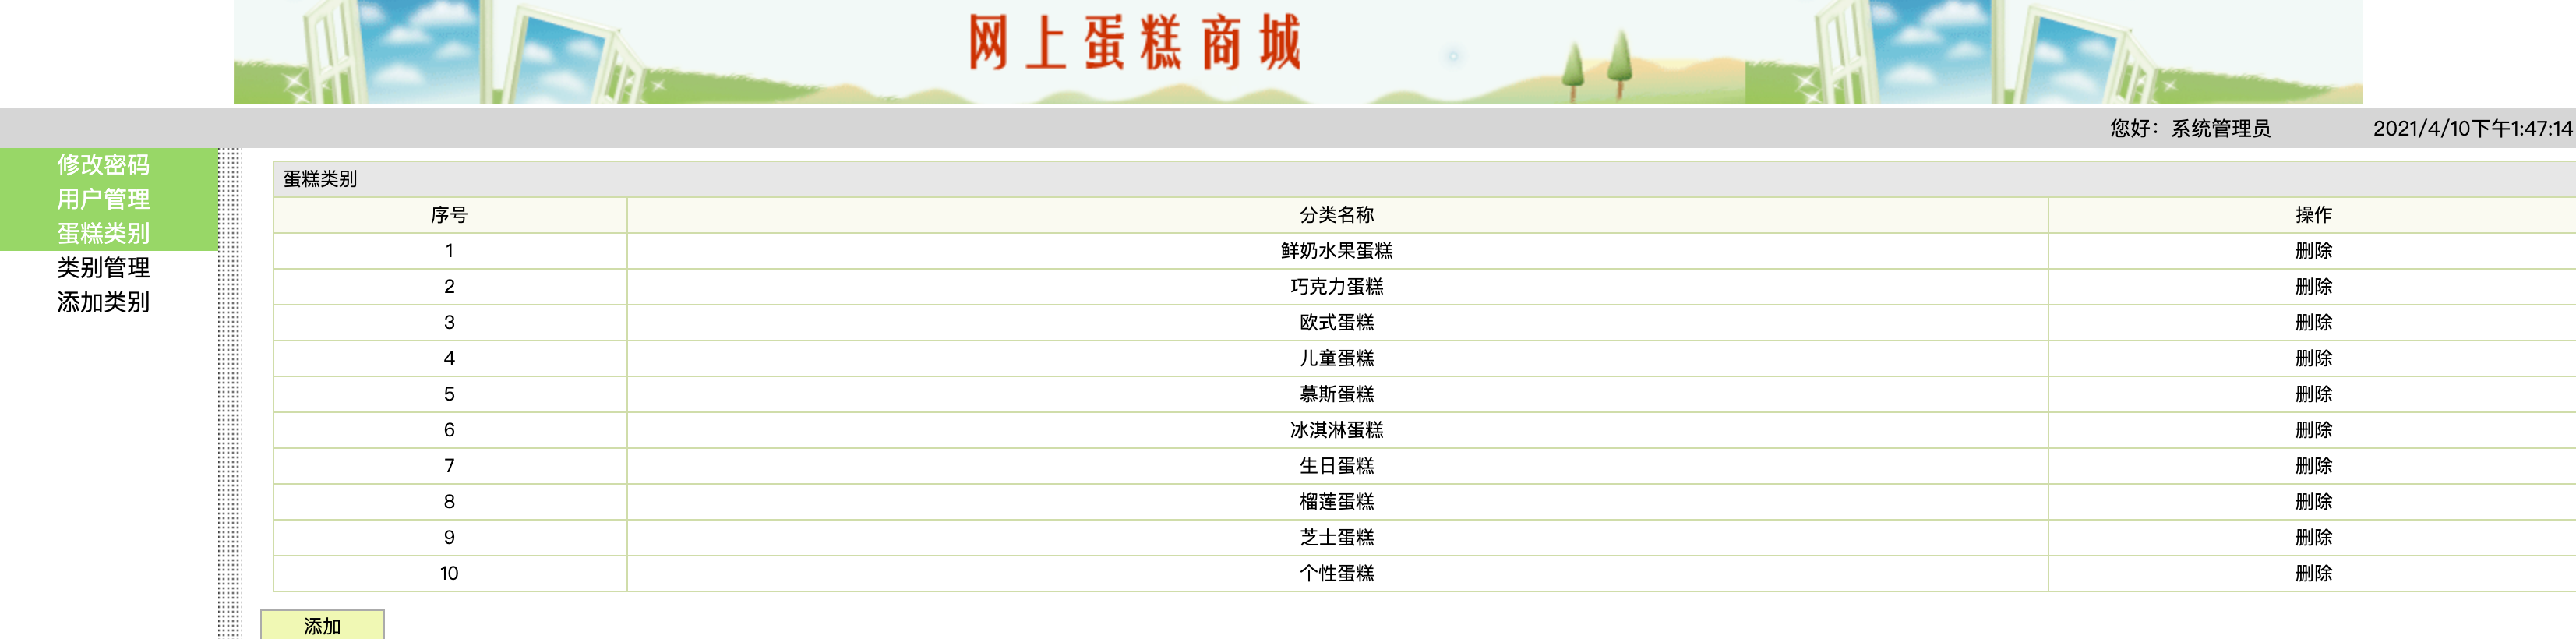 网上蛋糕商城
您好：系统管理员 2021/4/10下午1:47:14
修改密码
用户管理
蛋糕类别
类别管理
添加类别
蛋糕类别
序号 分类名称 操作
1 鲜奶水果蛋糕 删除
2 巧克力蛋糕 删除
3 欧式蛋糕 删除
4 儿童蛋糕 删除
5 慕斯蛋糕 删除
6 冰淇淋蛋糕 删除
7 生日蛋糕 删除
8 榴莲蛋糕 删除
9 芝士蛋糕 删除
10 个性蛋糕 删除
添加